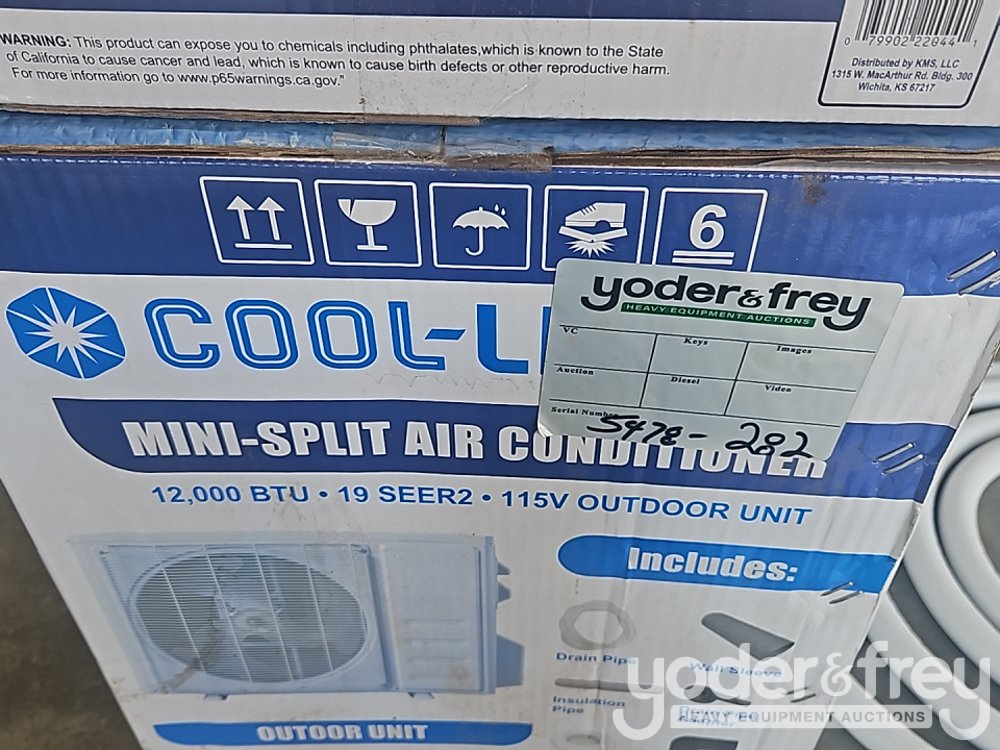 WARNING: This product can expose you to chemicals including phthalates,which is known to the State
of California to cause cancer and lead, which is known to cause birth defects or other reproductive harm.
For more information go to www.p65warnings.ca.gov."
0 79902 22844 1
Distributed by KMS, LLC
1315 W. MacArthur Rd. Bldg. 300
Wichita, KS 67217
6
COOL-L
yoder&frey
HEAVY EQUIPMENT AUCTIONS
VC
Keys
Images
Auction
Diesel
Video
Serial Number
5478-282
MINI-SPLIT AIR CONDITIONER
12,000 BTU • 19 SEER2 • 115V OUTDOOR UNIT
Includes:
Drain Pipe
Wall Sleeve
Insulation
Pipe
OUTOOR UNIT
yoder&frey
HEAVY EQUIPMENT AUCTIONS